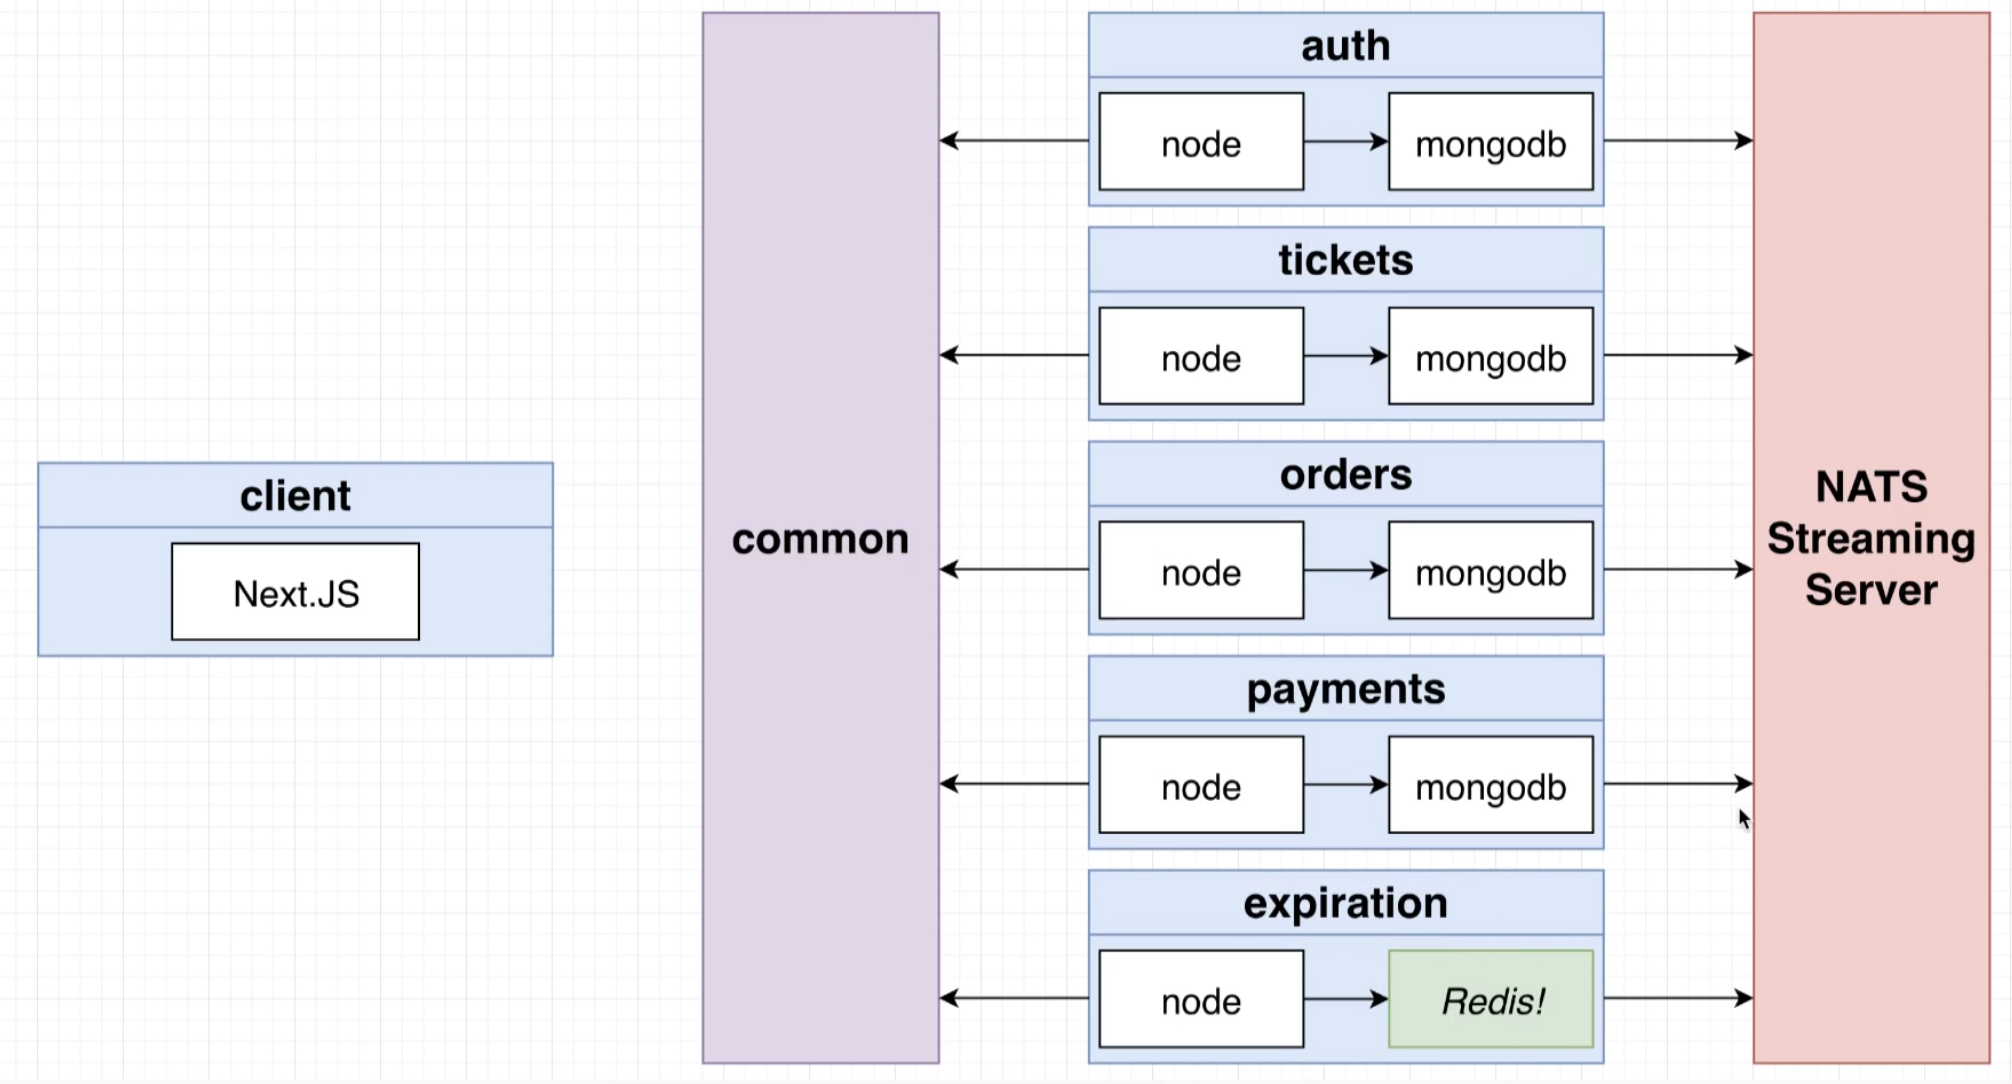 client
Next.JS
common
auth
node
mongodb
tickets
node
mongodb
orders
node
mongodb
payments
node
mongodb
expiration
node
Redis!
NATS
Streaming
Server